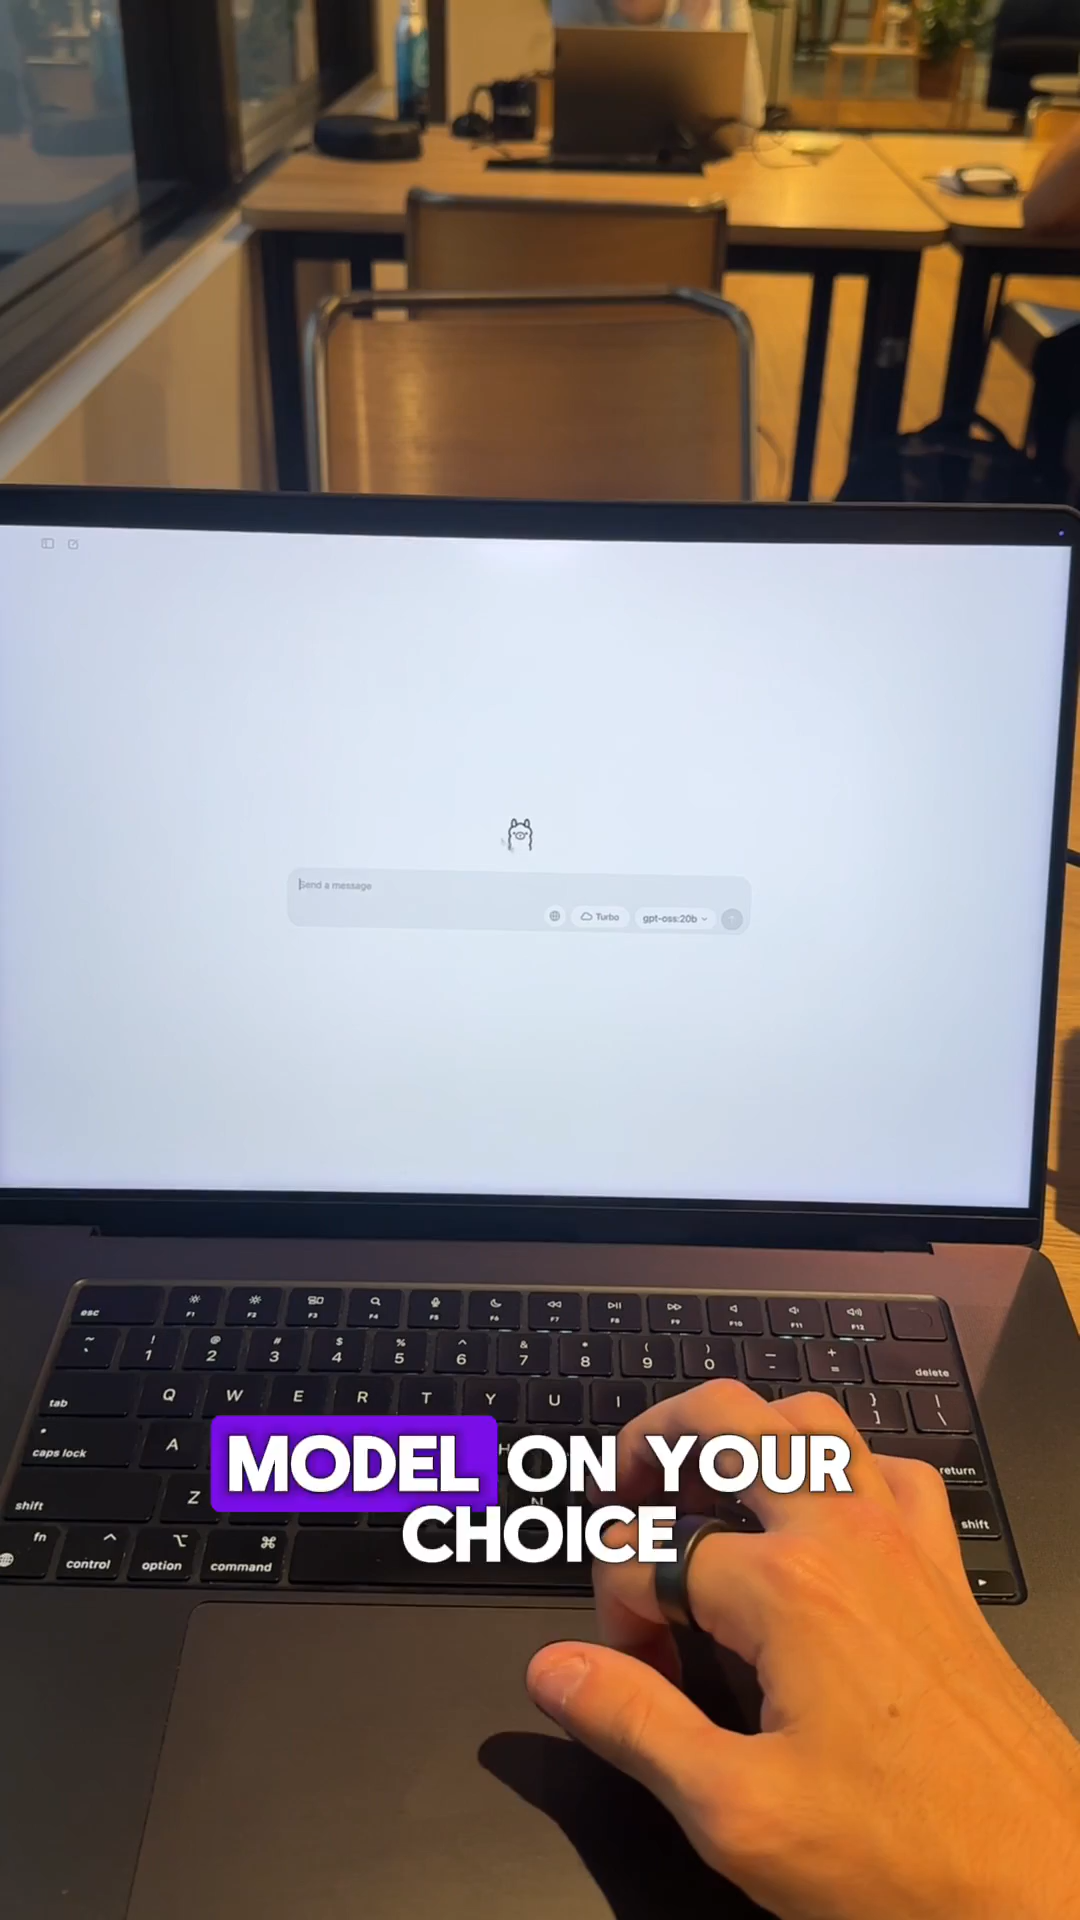 Send a message
Turbo
gpt-oss:20b
esc
F1
F2
F3
F4
F5
F6
F7
F8
F9
F10
F11
F12
~
`
!
1
@
2
#
3
$
4
%
5
^
6
&
7
*
8
(
9
)
0
—
-
+
=
delete
tab
Q
W
E
R
T
Y
U
I
}
]
|
\
caps lock
A
H
return
MODEL ON YOUR
CHOICE
shift
Z
N
shift
fn
control
option
command